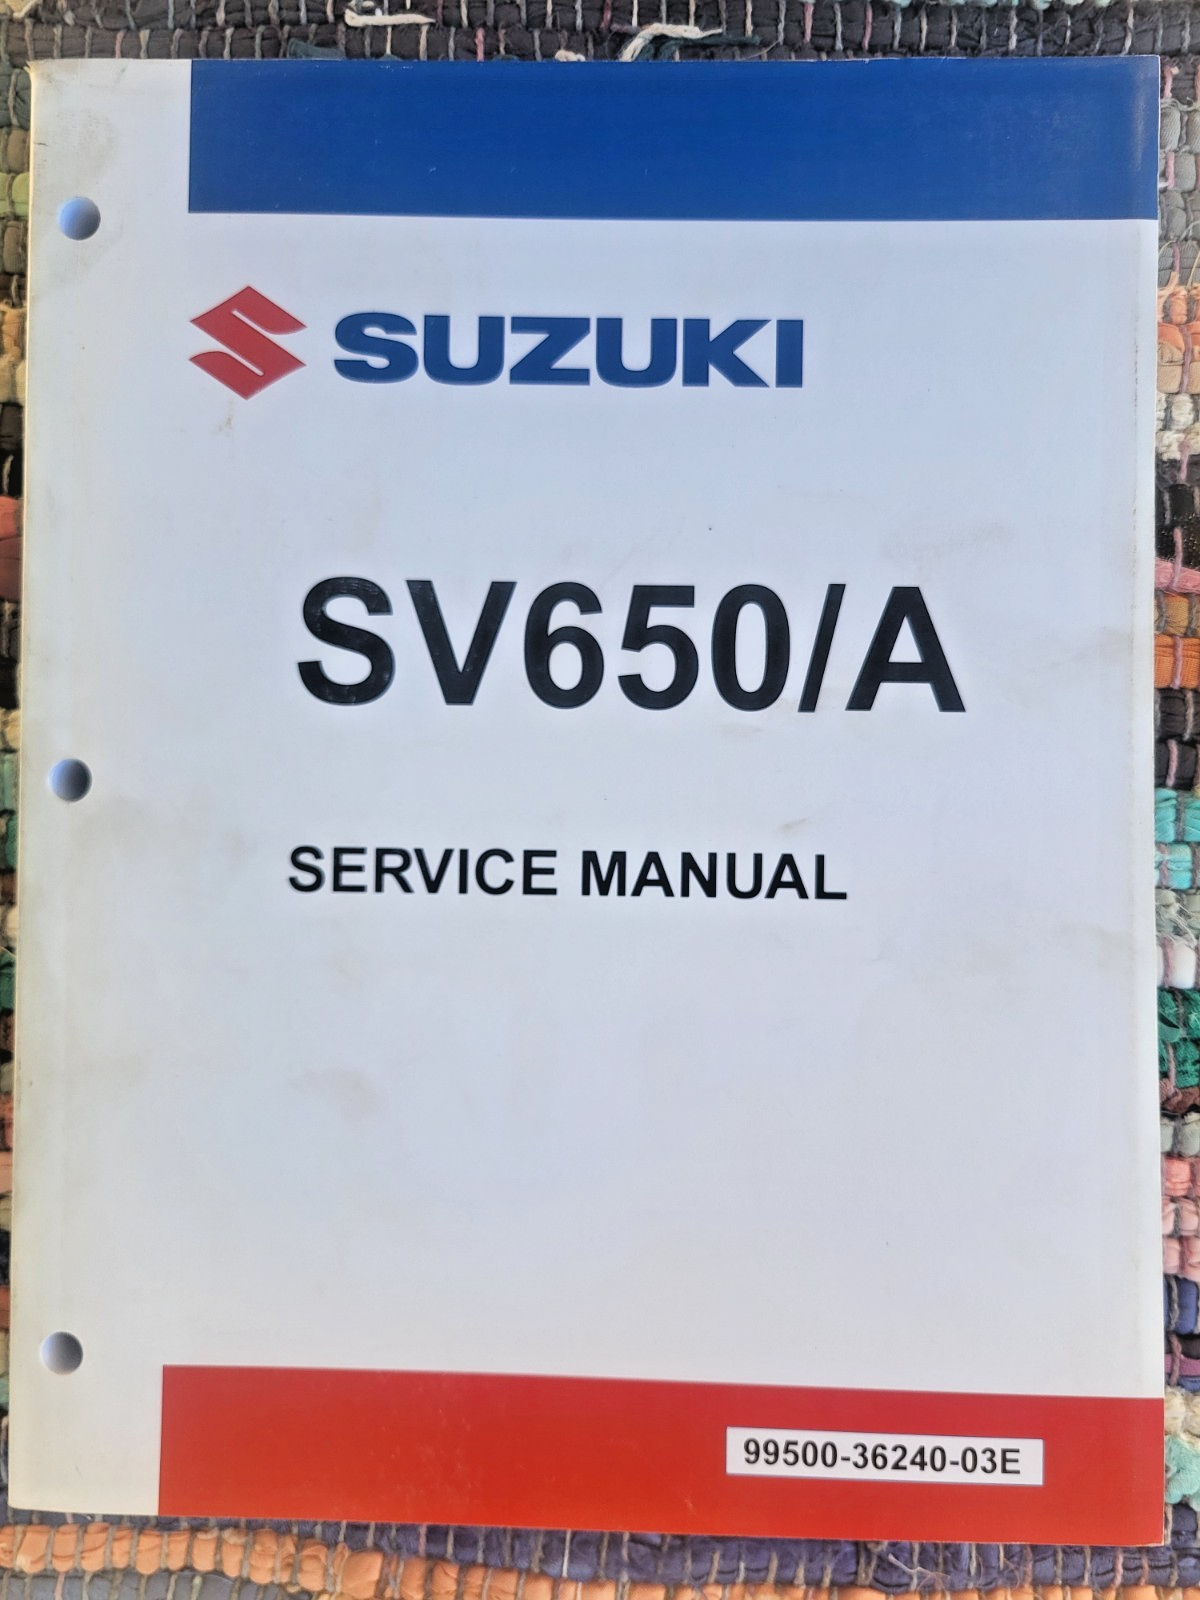 SUZUKI
SV650/A
SERVICE MANUAL
99500-36240-03E